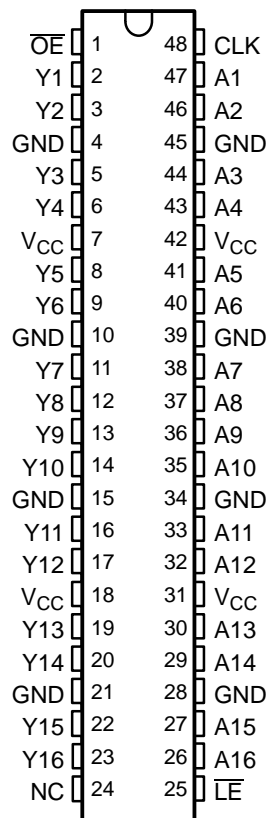 O̅E̅ 1 48 CLK
Y1 2 47 A1
Y2 3 46 A2
GND 4 45 GND
Y3 5 44 A3
Y4 6 43 A4
VCC 7 42 VCC
Y5 8 41 A5
Y6 9 40 A6
GND 10 39 GND
Y7 11 38 A7
Y8 12 37 A8
Y9 13 36 A9
Y10 14 35 A10
GND 15 34 GND
Y11 16 33 A11
Y12 17 32 A12
VCC 18 31 VCC
Y13 19 30 A13
Y14 20 29 A14
GND 21 28 GND
Y15 22 27 A15
Y16 23 26 A16
NC 24 25 L̅E̅